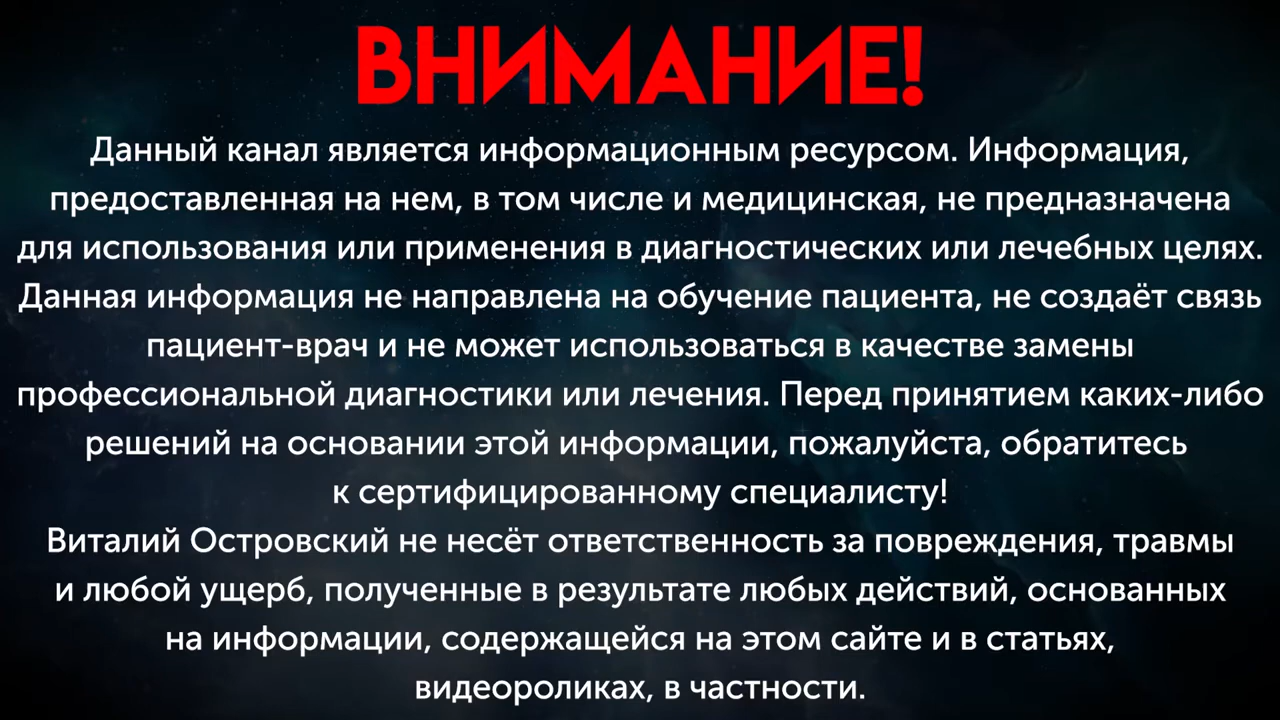 ВНИМАНИЕ!
Данный канал является информационным ресурсом. Информация,
предоставленная на нем, в том числе и медицинская, не предназначена
для использования или применения в диагностических или лечебных целях.
Данная информация не направлена на обучение пациента, не создаёт связь
пациент-врач и не может использоваться в качестве замены
профессиональной диагностики или лечения. Перед принятием каких-либо
решений на основании этой информации, пожалуйста, обратитесь
к сертифицированному специалисту!
Виталий Островский не несёт ответственность за повреждения, травмы
и любой ущерб, полученные в результате любых действий, основанных
на информации, содержащейся на этом сайте и в статьях,
видеороликах, в частности.